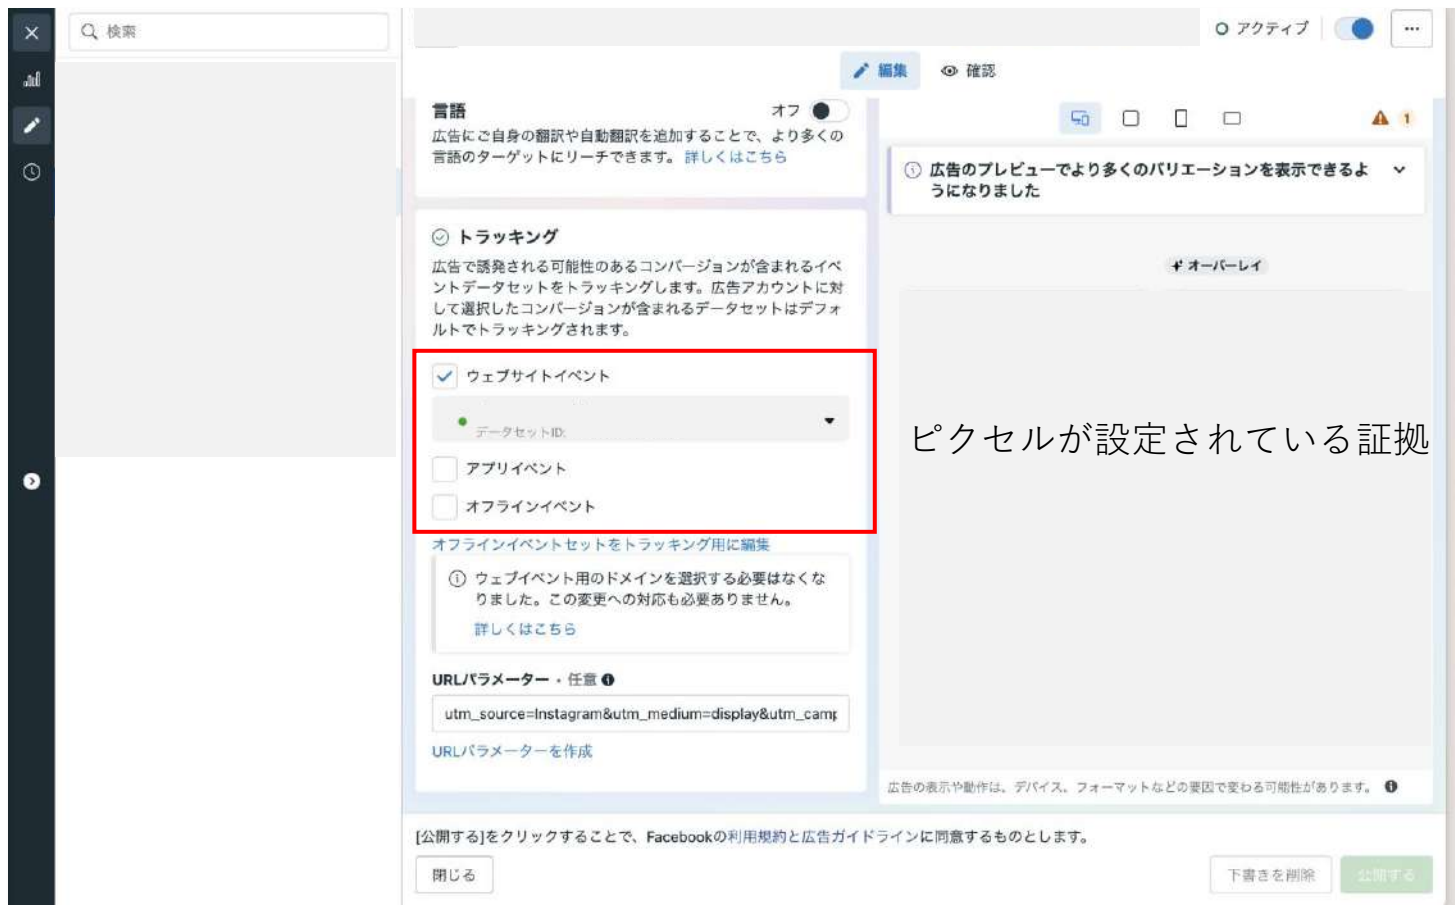 検索
アクティブ
編集
確認
言語
オフ
広告にご自身の翻訳や自動翻訳を追加することで、より多くの
言語のターゲットにリーチできます。 詳しくはこちら
トラッキング
広告で誘発される可能性のあるコンバージョンが含まれるイベ
ントデータセットをトラッキングします。広告アカウントに対
して選択したコンバージョンが含まれるデータセットはデフォ
ルトでトラッキングされます。
ウェブサイトイベント
データセットID:
アプリイベント
オフラインイベント
オフラインイベントセットをトラッキング用に編集
ウェブイベント用のドメインを選択する必要はなくな
りました。この変更への対応も必要ありません。
詳しくはこちら
URLパラメーター・任意
utm_source=Instagram&utm_medium=display&utm_camp
URLパラメーターを作成
1
広告のプレビューでより多くのバリエーションを表示できるよ
うになりました
オーバーレイ
ピクセルが設定されている証拠
広告の表示や動作は、デバイス、フォーマットなどの要因で変わる可能性があります。
[公開する]をクリックすることで、Facebookの利用規約と広告ガイドラインに同意するものとします。
閉じる
下書きを削除
公開する